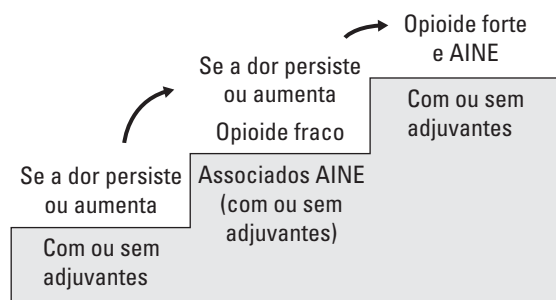 Se a dor persiste
ou aumenta
Com ou sem
adjuvantes
Se a dor persiste
ou aumenta
Opioide fraco
Associados AINE
(com ou sem
adjuvantes)
Opioide forte
e AINE
Com ou sem
adjuvantes